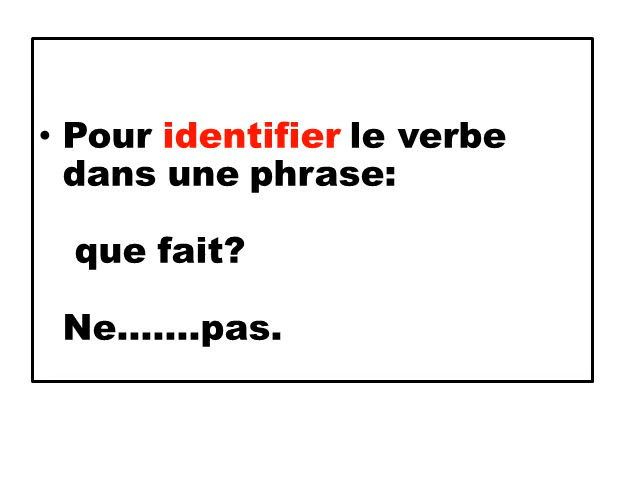 • Pour identifier le verbe
dans une phrase:
que fait?
Ne.......pas.